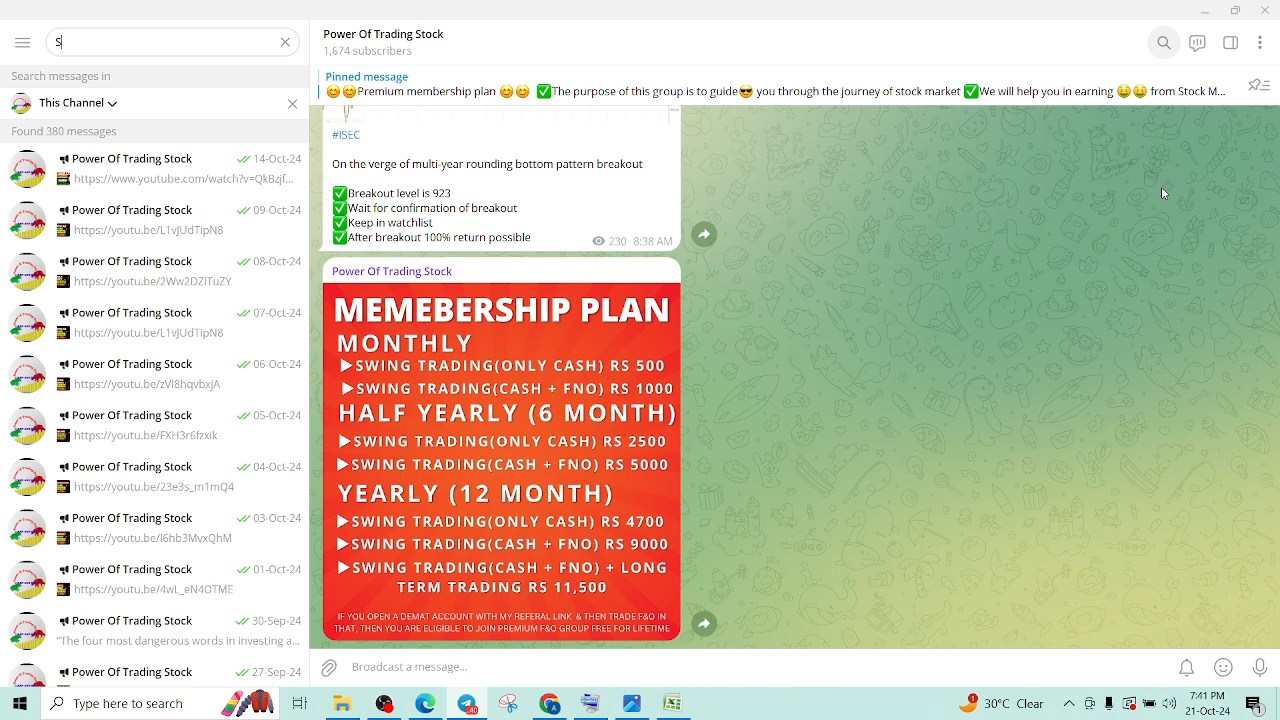 S
Power Of Trading Stock
1,674 subscribers
Search messages in
This Channel
Found 380 messages
Power Of Trading Stock 14-Oct-24
https://www.youtube.com/watch?v=QkBzjf...
Power Of Trading Stock 09-Oct-24
https://youtu.be/L1vJUdTipN8
Power Of Trading Stock 08-Oct-24
https://youtu.be/2Ww2DZlTuZY
Power Of Trading Stock 07-Oct-24
https://youtu.be/L1vJUdTipN8
Power Of Trading Stock 06-Oct-24
https://youtu.be/zVl8hqvbxjA
Power Of Trading Stock 05-Oct-24
https://youtu.be/FXH3r6fzxik
Power Of Trading Stock 04-Oct-24
https://youtu.be/23e3s_m1mQ4
Power Of Trading Stock 03-Oct-24
https://youtu.be/l6hb3MvxQhM
Power Of Trading Stock 01-Oct-24
https://youtu.be/4wL_eN4OTME
Power Of Trading Stock 30-Sep-24
"The four most dangerous words in investing a...
Power Of Trading Stock 27-Sep-24
Pinned message
😊😊Premium membership plan 😊😊 ✅The purpose of this group is to guide😎 you through the journey of stock market ✅We will help you in earning 🤑🤑 from Stock M...
#ISEC
On the verge of multi-year rounding bottom pattern breakout
✅Breakout level is 923
✅Wait for confirmation of breakout
✅Keep in watchlist
✅After breakout 100% return possible
230 8:38 AM
Power Of Trading Stock
MEMEBERSHIP PLAN
MONTHLY
▶SWING TRADING(ONLY CASH) RS 500
▶SWING TRADING(CASH + FNO) RS 1000
HALF YEARLY (6 MONTH)
▶SWING TRADING(ONLY CASH) RS 2500
▶SWING TRADING(CASH + FNO) RS 5000
YEARLY (12 MONTH)
▶SWING TRADING(ONLY CASH) RS 4700
▶SWING TRADING(CASH + FNO) RS 9000
▶SWING TRADING(CASH + FNO) + LONG
TERM TRADING RS 11,500
IF YOU OPEN A DEMAT ACCOUNT WITH MY REFERAL LINK & THEN TRADE F&O IN
THAT, THEN YOU ARE ELIGIBLE TO JOIN PREMIUM F&O GROUP FREE FOR LIFETIME
Broadcast a message...
Type here to search
40
1
30°C Clear
7:41 PM
21-Oct-24
1